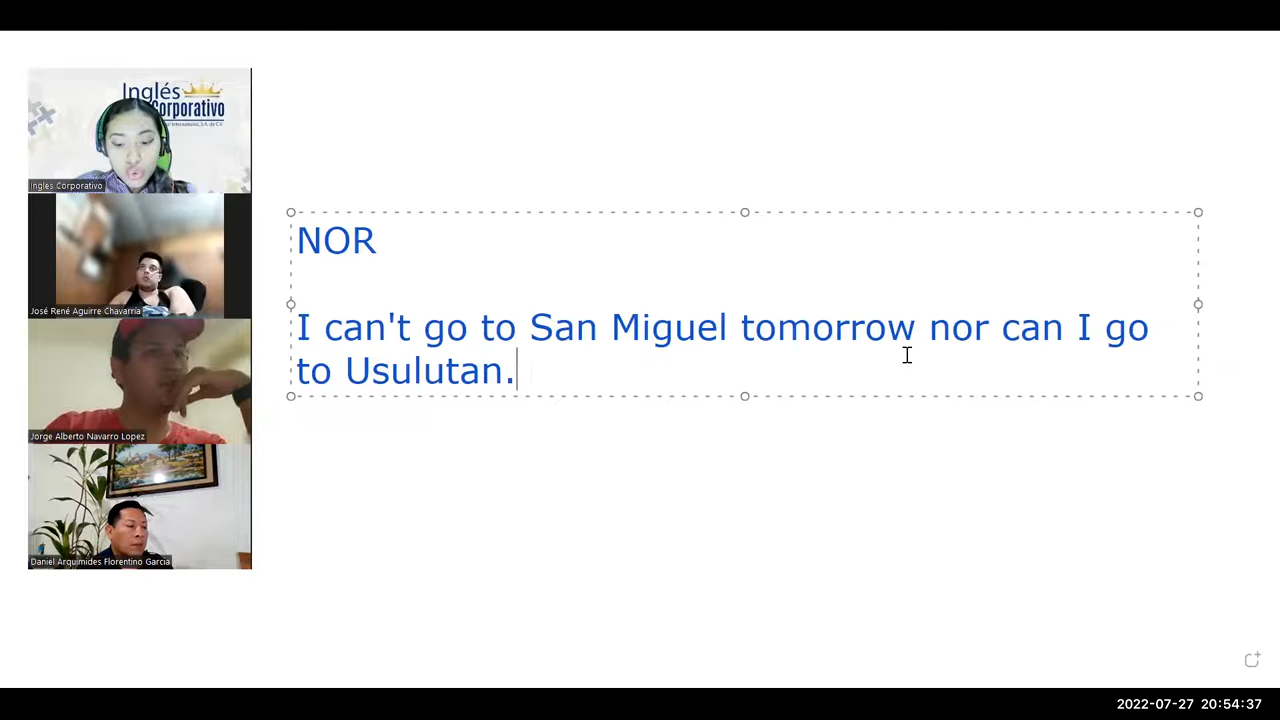 Inglés
Corporativo
Ingles Corporativo
José René Aguirre Chavarría
Jorge Alberto Navarro Lopez
Daniel Arquimides Florentino Garcia
NOR
I can't go to San Miguel tomorrow nor can I go
to Usulutan.
2022-07-27 20:54:37